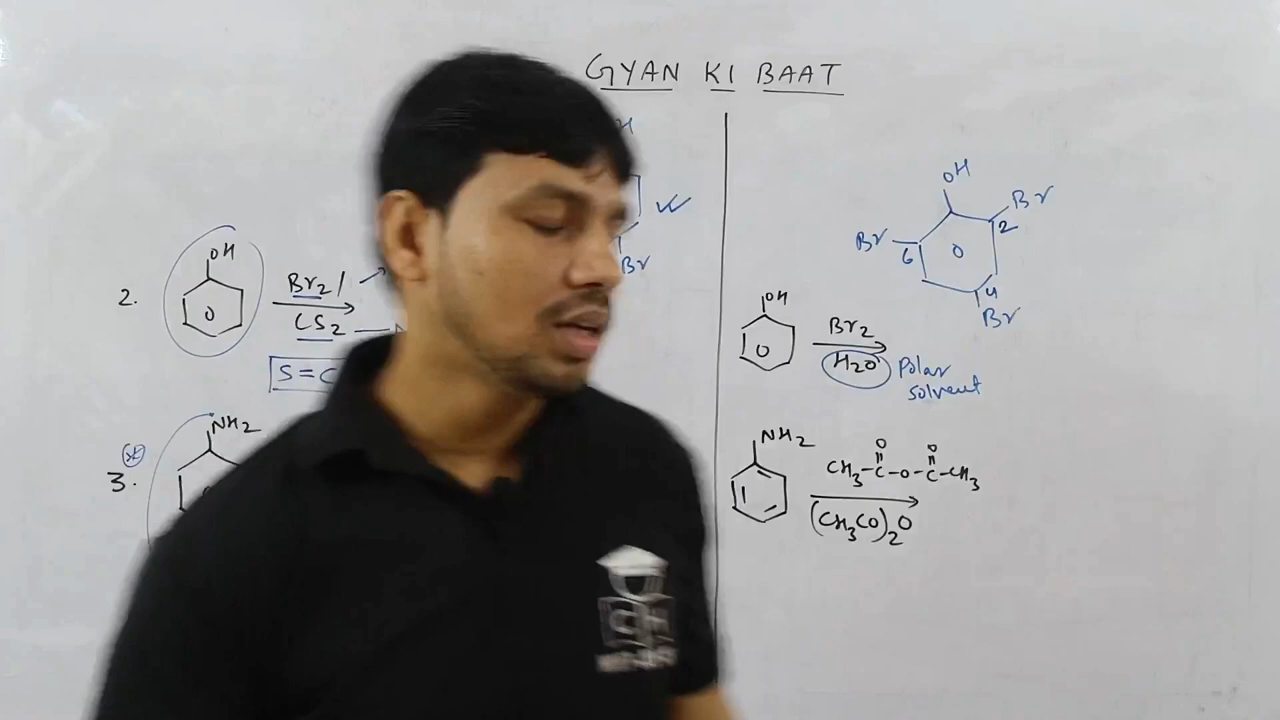 GYAN KI BAAT
2.
OH
Br2/
CS2
S=C
Br
3.
NH2
OH
Br
2
Br
6
4
Br
OH
Br2
H2O
Polar
solvent
NH2
O O
CH3-C-O-C-CH3
(CH3CO)2O